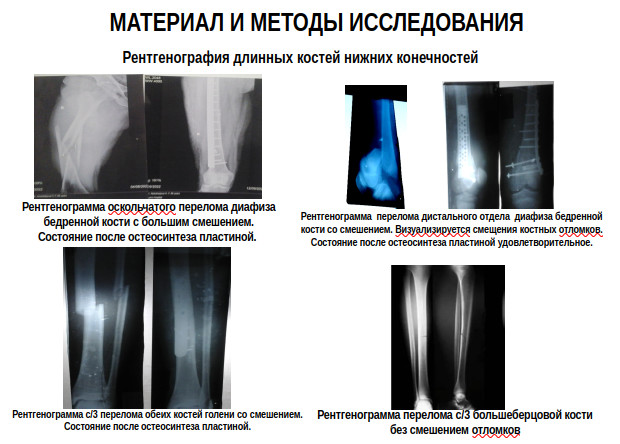 МАТЕРИАЛ И МЕТОДЫ ИССЛЕДОВАНИЯ
Рентгенография длинных костей нижних конечностей
Рентгенограмма оскольчатого перелома диафиза
бедренной кости с большим смешением.
Состояние после остеосинтеза пластиной.
Рентгенограмма перелома дистального отдела диафиза бедренной
кости со смешением. Визуализируется смещения костных отломков.
Состояние после остеосинтеза пластиной удовлетворительное.
Рентгенограмма с/3 перелома обеих костей голени со смешением.
Состояние после остеосинтеза пластиной.
Рентгенограмма перелома с/3 большеберцовой кости
без смешением отломков